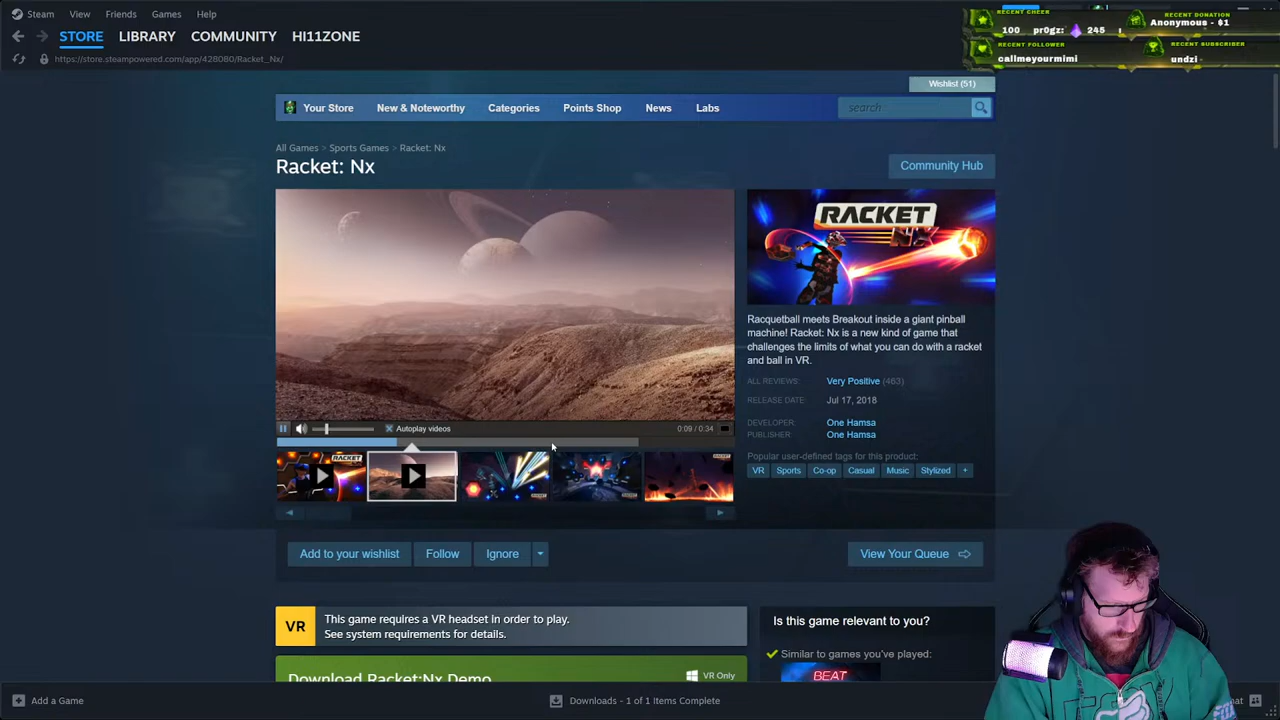 Steam View Friends Games Help
STORE LIBRARY COMMUNITY HI11ZONE
https://store.steampowered.com/app/428080/Racket_Nx/
RECENT CHEER
100 pr0gz: 245
RECENT DONATION
Anonymous - $1
RECENT FOLLOWER
callmeyourmimi
RECENT SUBSCRIBER
undzi -
Wishlist (51)
Your Store New & Noteworthy Categories Points Shop News Labs
search
All Games > Sports Games > Racket: Nx
Racket: Nx
Community Hub
RACKET
NX
Racquetball meets Breakout inside a giant pinball
machine! Racket: Nx is a new kind of game that
challenges the limits of what you can do with a racket
and ball in VR.
ALL REVIEWS: Very Positive (463)
RELEASE DATE: Jul 17, 2018
DEVELOPER: One Hamsa
PUBLISHER: One Hamsa
Popular user-defined tags for this product:
VR Sports Co-op Casual Music Stylized +
Autoplay videos
0:09 / 0:34
RACKET
Add to your wishlist Follow Ignore
View Your Queue
VR
This game requires a VR headset in order to play.
See system requirements for details.
Is this game relevant to you?
Similar to games you've played:
BEAT
Download Racket:Nx Demo
VR Only
Add a Game
Downloads - 1 of 1 Items Complete